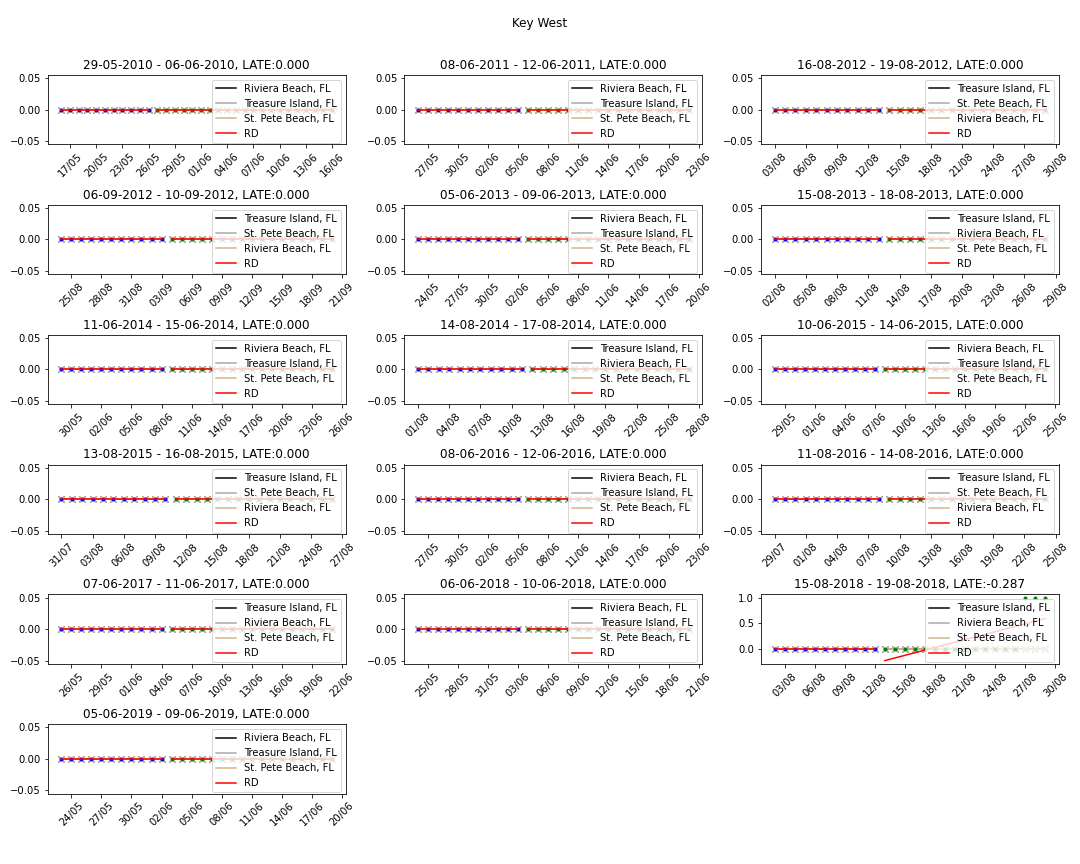 Key West
29-05-2010 - 06-06-2010, LATE:0.000
0.05
0.00
−0.05
Riviera Beach, FL
Treasure Island, FL
St. Pete Beach, FL
RD
17/05 20/05 23/05 26/05 29/05 01/06 04/06 07/06 10/06 13/06 16/06
08-06-2011 - 12-06-2011, LATE:0.000
0.05
0.00
−0.05
Riviera Beach, FL
Treasure Island, FL
St. Pete Beach, FL
RD
27/05 30/05 02/06 05/06 08/06 11/06 14/06 17/06 20/06 23/06
16-08-2012 - 19-08-2012, LATE:0.000
0.05
0.00
−0.05
Treasure Island, FL
St. Pete Beach, FL
Riviera Beach, FL
RD
03/08 06/08 09/08 12/08 15/08 18/08 21/08 24/08 27/08 30/08
06-09-2012 - 10-09-2012, LATE:0.000
0.05
0.00
−0.05
Treasure Island, FL
St. Pete Beach, FL
Riviera Beach, FL
RD
25/08 28/08 31/08 03/09 06/09 09/09 12/09 15/09 18/09 21/09
05-06-2013 - 09-06-2013, LATE:0.000
0.05
0.00
−0.05
Riviera Beach, FL
Treasure Island, FL
St. Pete Beach, FL
RD
24/05 27/05 30/05 02/06 05/06 08/06 11/06 14/06 17/06 20/06
15-08-2013 - 18-08-2013, LATE:0.000
0.05
0.00
−0.05
Treasure Island, FL
Riviera Beach, FL
St. Pete Beach, FL
RD
02/08 05/08 08/08 11/08 14/08 17/08 20/08 23/08 26/08 29/08
11-06-2014 - 15-06-2014, LATE:0.000
0.05
0.00
−0.05
Riviera Beach, FL
Treasure Island, FL
St. Pete Beach, FL
RD
30/05 02/06 05/06 08/06 11/06 14/06 17/06 20/06 23/06 26/06
14-08-2014 - 17-08-2014, LATE:0.000
0.05
0.00
−0.05
Treasure Island, FL
Riviera Beach, FL
St. Pete Beach, FL
RD
01/08 04/08 07/08 10/08 13/08 16/08 19/08 22/08 25/08 28/08
10-06-2015 - 14-06-2015, LATE:0.000
0.05
0.00
−0.05
Riviera Beach, FL
Treasure Island, FL
St. Pete Beach, FL
RD
29/05 01/06 04/06 07/06 10/06 13/06 16/06 19/06 22/06 25/06
13-08-2015 - 16-08-2015, LATE:0.000
0.05
0.00
−0.05
Treasure Island, FL
St. Pete Beach, FL
Riviera Beach, FL
RD
31/07 03/08 06/08 09/08 12/08 15/08 18/08 21/08 24/08 27/08
08-06-2016 - 12-06-2016, LATE:0.000
0.05
0.00
−0.05
Riviera Beach, FL
Treasure Island, FL
St. Pete Beach, FL
RD
27/05 30/05 02/06 05/06 08/06 11/06 14/06 17/06 20/06 23/06
11-08-2016 - 14-08-2016, LATE:0.000
0.05
0.00
−0.05
Treasure Island, FL
St. Pete Beach, FL
Riviera Beach, FL
RD
29/07 01/08 04/08 07/08 10/08 13/08 16/08 19/08 22/08 25/08
07-06-2017 - 11-06-2017, LATE:0.000
0.05
0.00
−0.05
Treasure Island, FL
Riviera Beach, FL
St. Pete Beach, FL
RD
26/05 29/05 01/06 04/06 07/06 10/06 13/06 16/06 19/06 22/06
06-06-2018 - 10-06-2018, LATE:0.000
0.05
0.00
−0.05
Riviera Beach, FL
Treasure Island, FL
St. Pete Beach, FL
RD
25/05 28/05 31/05 03/06 06/06 09/06 12/06 15/06 18/06 21/06
15-08-2018 - 19-08-2018, LATE:-0.287
1.0
0.5
0.0
Treasure Island, FL
Riviera Beach, FL
St. Pete Beach, FL
RD
03/08 06/08 09/08 12/08 15/08 18/08 21/08 24/08 27/08 30/08
05-06-2019 - 09-06-2019, LATE:0.000
0.05
0.00
−0.05
Riviera Beach, FL
Treasure Island, FL
St. Pete Beach, FL
RD
24/05 27/05 30/05 02/06 05/06 08/06 11/06 14/06 17/06 20/06